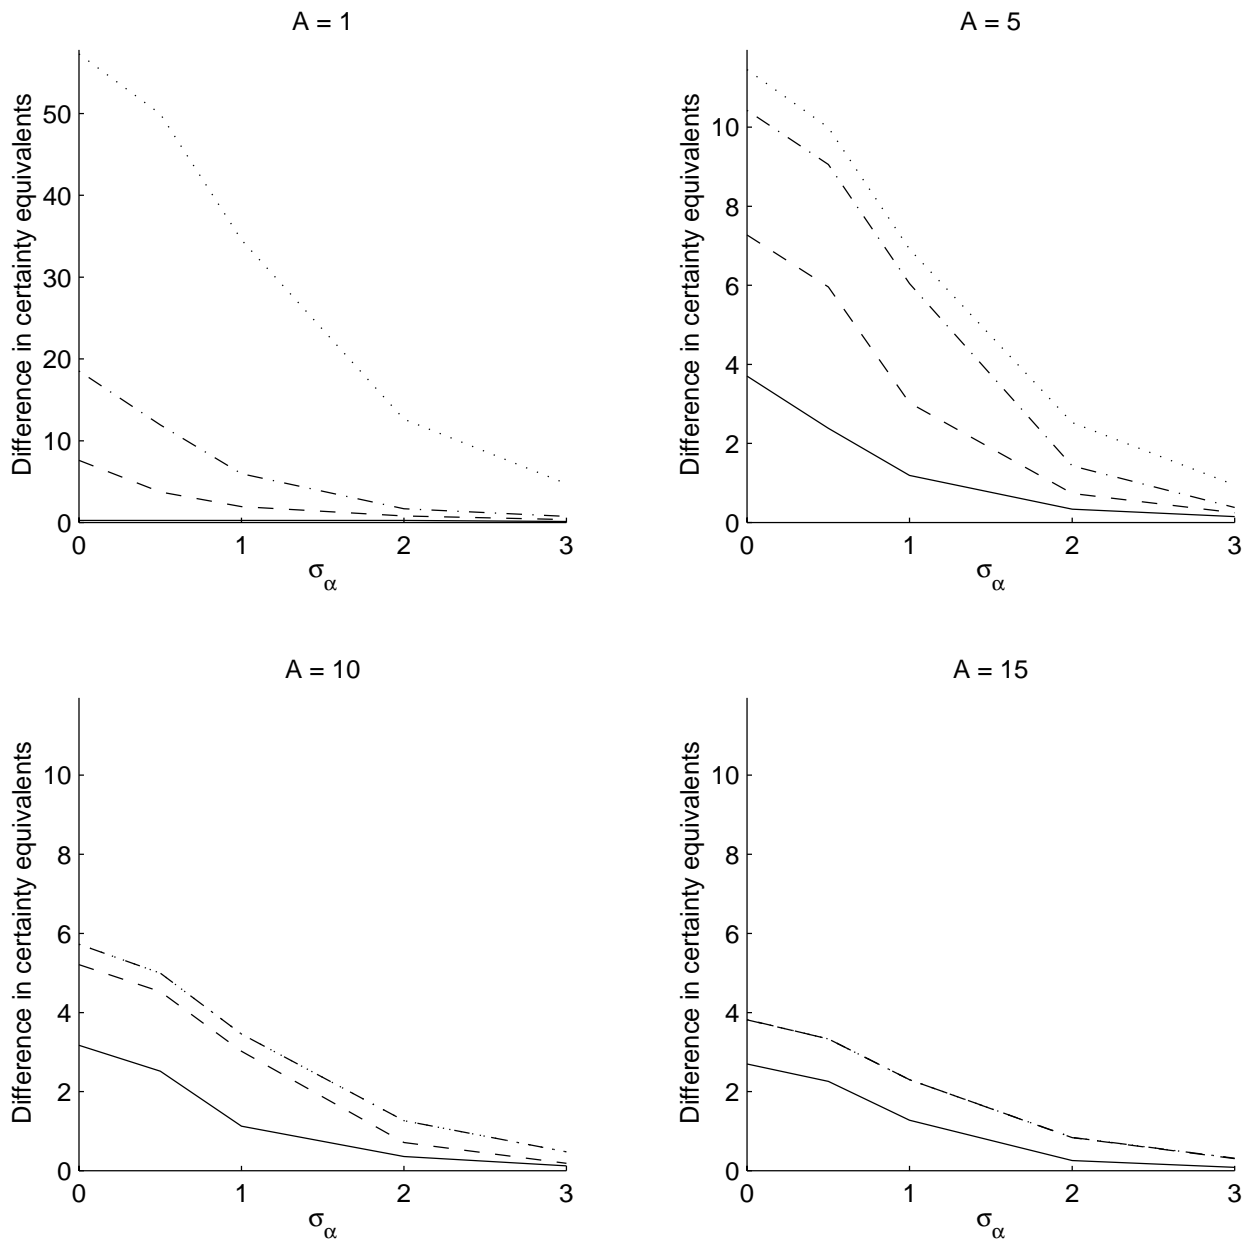 A = 1
Difference in certainty equivalents
50
40
30
20
10
0
0 1 2 3
σα
A = 5
Difference in certainty equivalents
10
8
6
4
2
0
0 1 2 3
σα
A = 10
Difference in certainty equivalents
10
8
6
4
2
0
0 1 2 3
σα
A = 15
Difference in certainty equivalents
10
8
6
4
2
0
0 1 2 3
σα